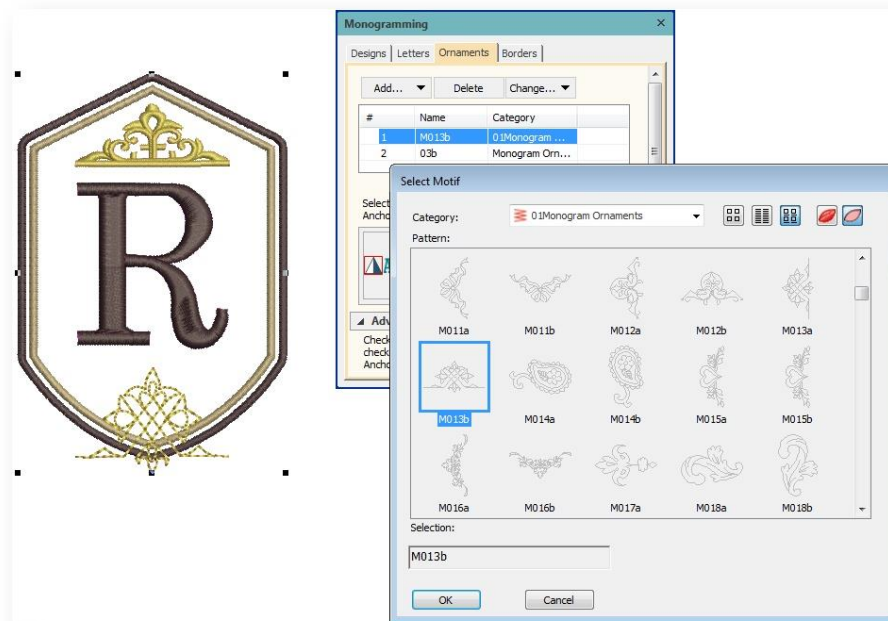 R
Monogramming
Designs Letters Ornaments Borders
Add... Delete Change...
# Name Category
1 M013b 01Monogram ...
2 03b Monogram Orn...
Select
Ancho
Adv
Check
check
Ancho
Select Motif
Category: 01Monogram Ornaments
Pattern:
M011a M011b M012a M012b M013a
M013b M014a M014b M015a M015b
M016a M016b M017a M018a M018b
Selection:
M013b
OK Cancel